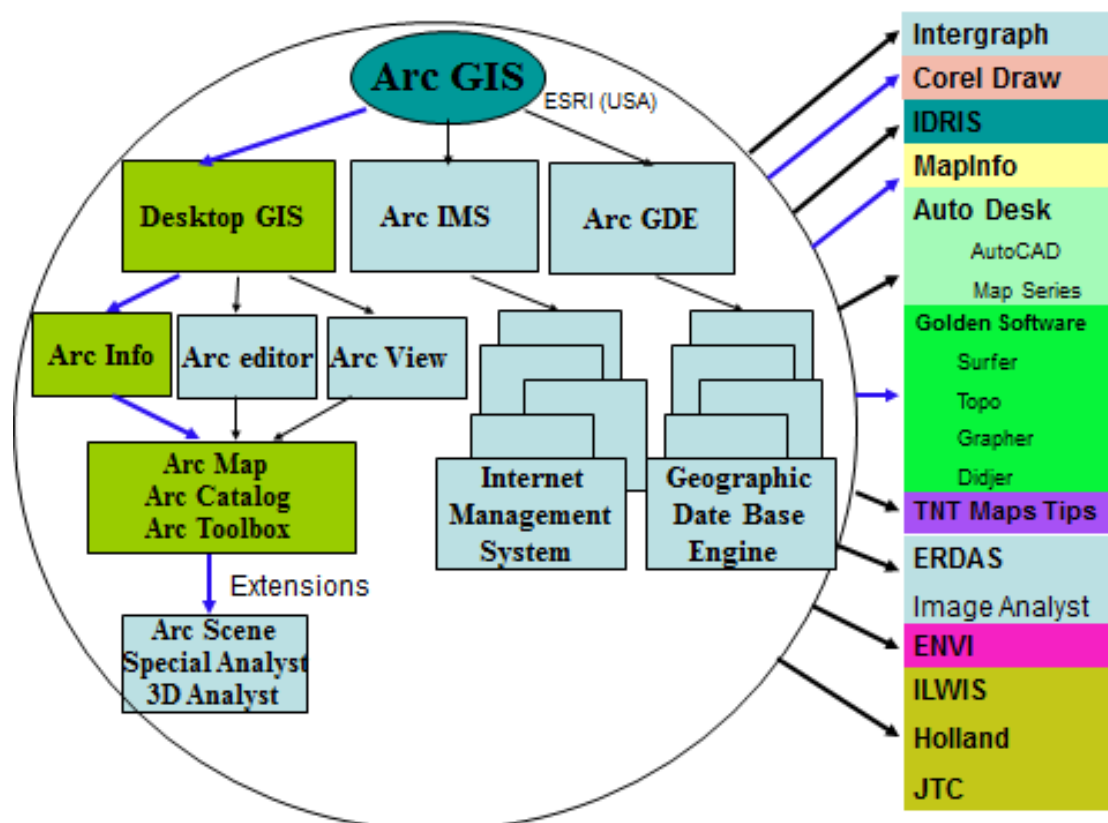 Arc GIS
ESRI (USA)
Desktop GIS
Arc IMS
Arc GDE
Arc Info
Arc editor
Arc View
Arc Map
Arc Catalog
Arc Toolbox
Internet
Management
System
Geographic
Date Base
Engine
Extensions
Arc Scene
Special Analyst
3D Analyst
Intergraph
Corel Draw
IDRIS
MapInfo
Auto Desk
AutoCAD
Map Series
Golden Software
Surfer
Topo
Grapher
Didjer
TNT Maps Tips
ERDAS
Image Analyst
ENVI
ILWIS
Holland
JTC